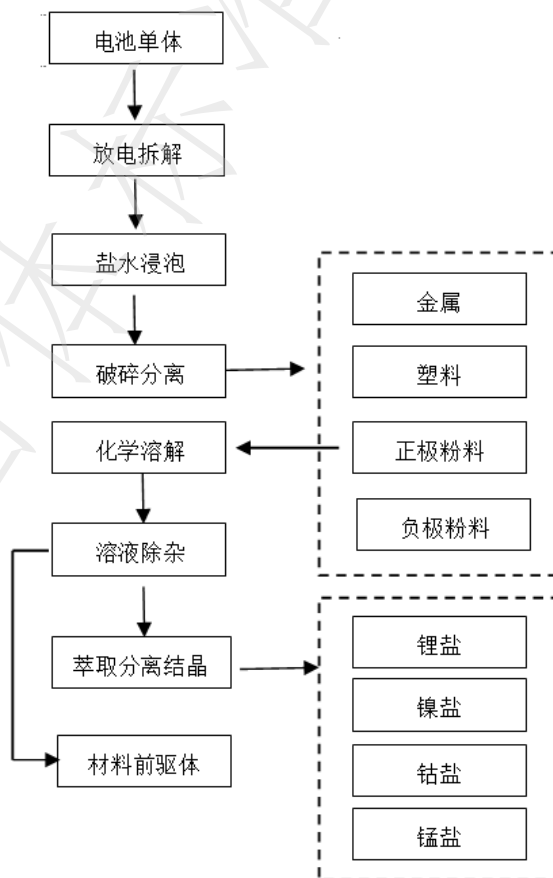 电池单体
放电拆解
盐水浸泡
破碎分离
化学溶解
溶液除杂
萃取分离结晶
材料前驱体
金属
塑料
正极粉料
负极粉料
锂盐
镍盐
钴盐
锰盐